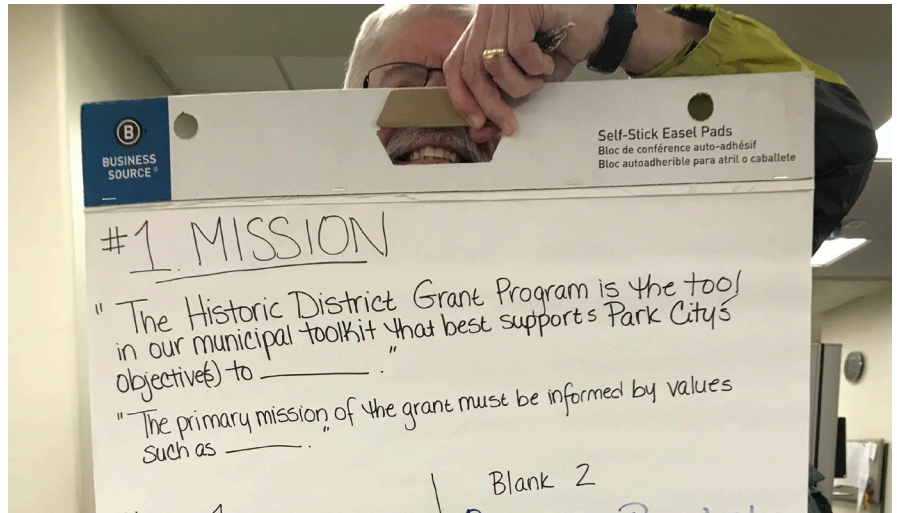 B
BUSINESS
SOURCE®
Self-Stick Easel Pads
Bloc de conférence auto-adhésif
Bloc autoadherible para atril o caballete
#1. MISSION
"The Historic District Grant Program is the tool
in our municipal toolkit that best supports Park City's
objective(s) to ________."
"The primary mission of the grant must be informed by values
such as ______."
Blank 2